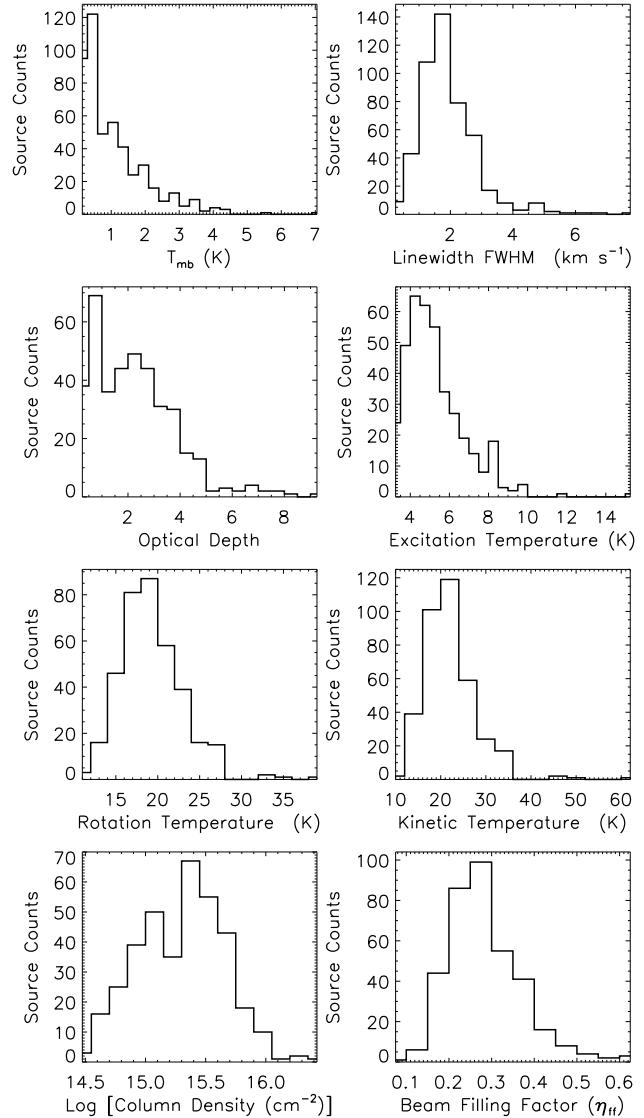 120
100
80
60
40
20
0
Source Counts
1 2 3 4 5 6 7
T_mb (K)
140
120
100
80
60
40
20
0
Source Counts
2 4 6
Linewidth FWHM (km s⁻¹)
60
40
20
0
Source Counts
2 4 6 8
Optical Depth
60
50
40
30
20
10
0
Source Counts
4 6 8 10 12 14
Excitation Temperature (K)
80
60
40
20
0
Source Counts
15 20 25 30 35
Rotation Temperature (K)
120
100
80
60
40
20
0
Source Counts
10 20 30 40 50 60
Kinetic Temperature (K)
70
60
50
40
30
20
10
0
Source Counts
14.5 15.0 15.5 16.0
Log [Column Density (cm⁻²)]
100
80
60
40
20
0
Source Counts
0.1 0.2 0.3 0.4 0.5 0.6
Beam Filling Factor (η_ff)